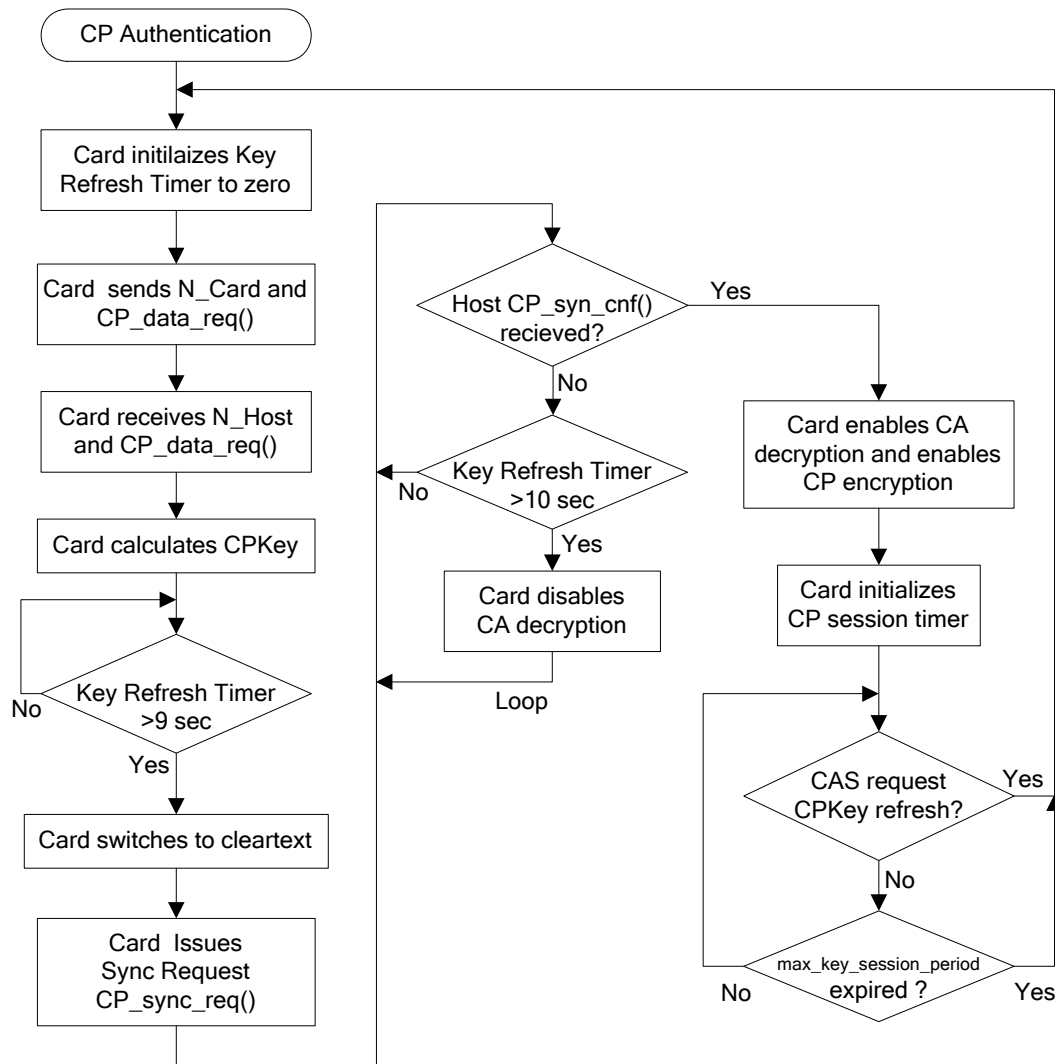 CP Authentication
Card initilaizes Key
Refresh Timer to zero
Card sends N_Card and
CP_data_req()
Card receives N_Host
and CP_data_req()
Card calculates CPKey
Key Refresh Timer
>9 sec
No
Yes
Card switches to cleartext
Card Issues
Sync Request
CP_sync_req()
Host CP_syn_cnf()
recieved?
Yes
No
Key Refresh Timer
>10 sec
No
Yes
Card disables
CA decryption
Loop
Card enables CA
decryption and enables
CP encryption
Card initializes
CP session timer
CAS request
CPKey refresh?
Yes
No
max_key_session_period
expired ?
No
Yes